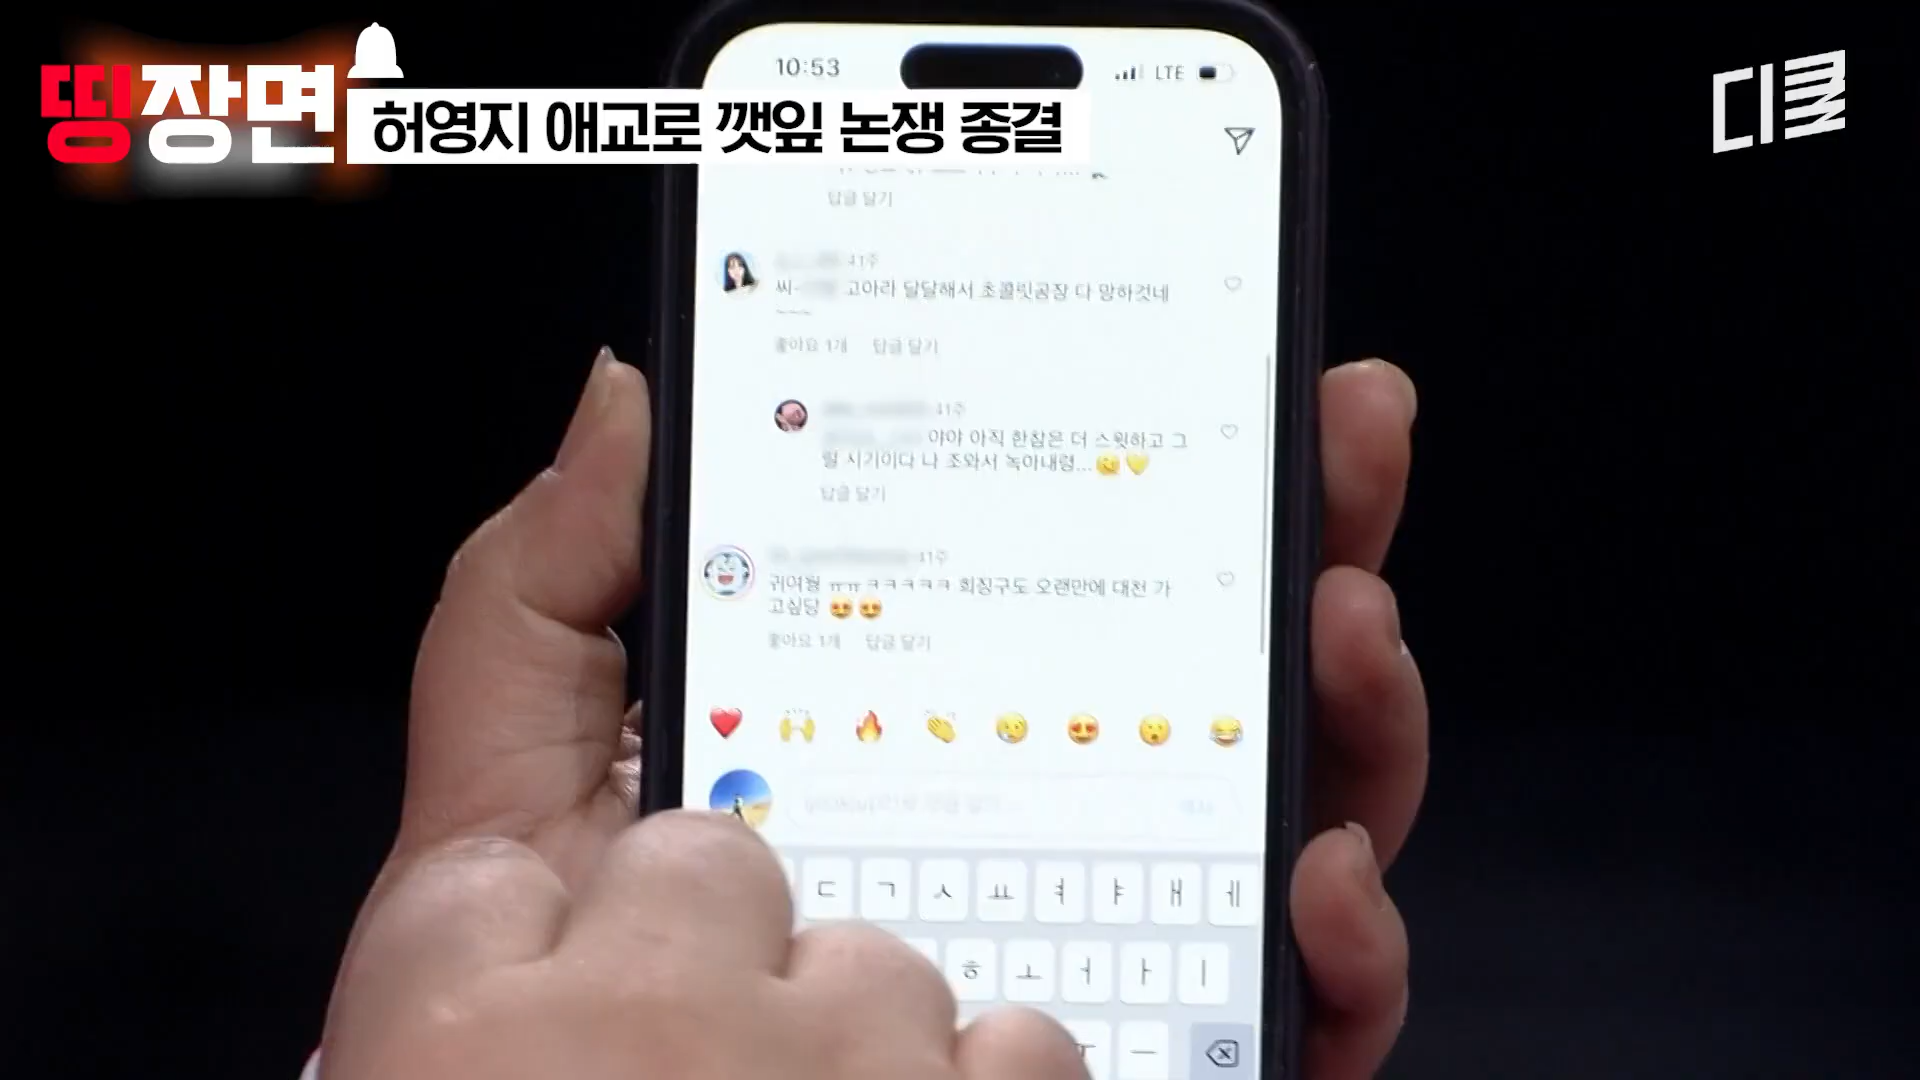 띵장면
허영지 애교로 깻잎 논쟁 종결
디글
10:53
LTE
답글 달기
41주
씨- 고아라 달달해서 초콜릿공장 다 망하것네
~~~
좋아요 1개 답글 달기
41주
야야 아직 한참은 더 스윗하고 그
럴 시기이다 나 조와서 녹아내령...🫠💛
답글 달기
41주
귀여웡 ㅠㅠ ㅋㅋㅋㅋㅋ 희징구도 오랜만에 대천 가
고싶당 😍😍
좋아요 1개 답글 달기
❤️ 🙌 🔥 👏 😢 😍 😮 😂
ㄷ ㄱ ㅅ ㅛ ㅕ ㅑ ㅐ ㅔ
ㅎ ㅗ ㅓ ㅏ ㅣ
ㅜ ㅡ